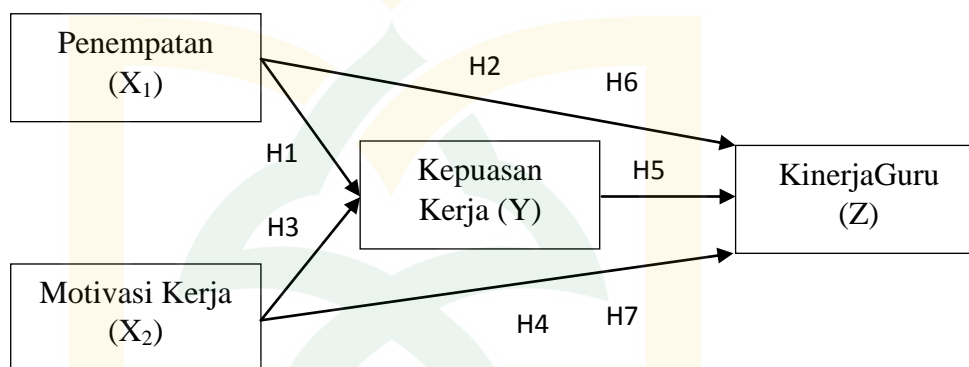 Penempatan
(X₁)
H2
H6
H1
Kepuasan
Kerja (Y)
H5
KinerjaGuru
(Z)
H3
Motivasi Kerja
(X₂)
H4
H7